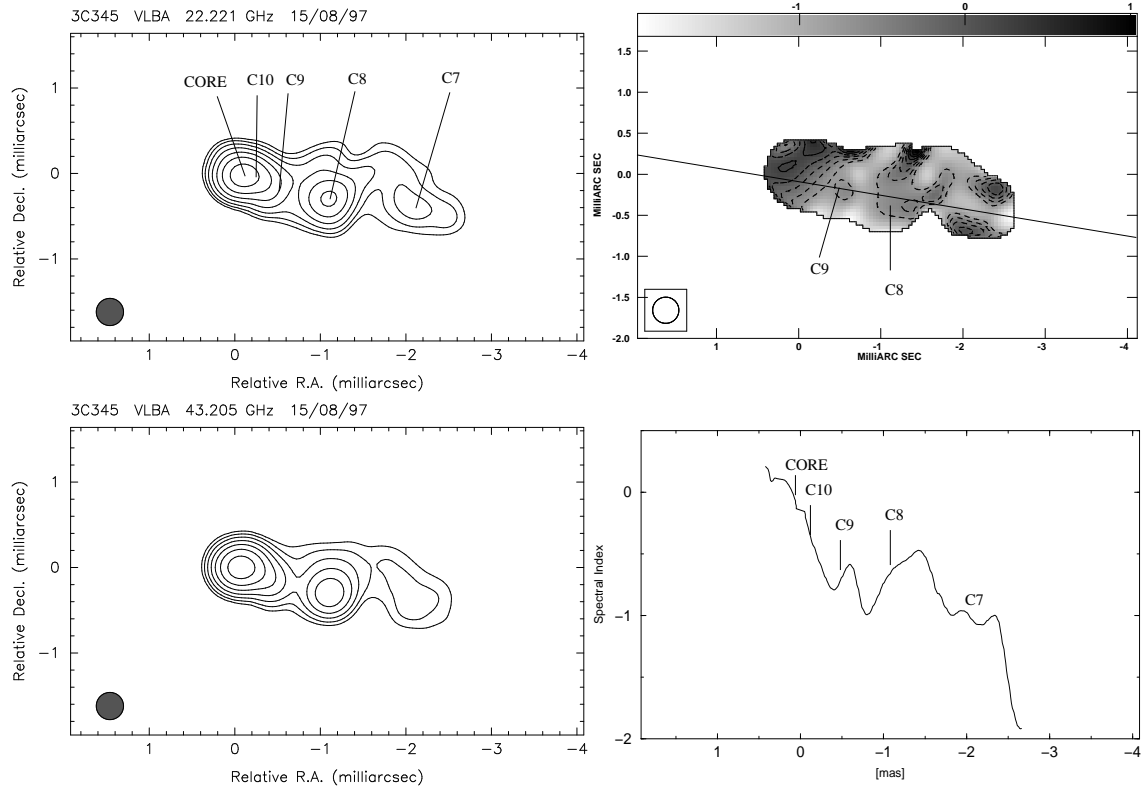 3C345 VLBA 22.221 GHz 15/08/97
CORE C10 C9 C8 C7
1
0
−1
Relative Decl. (milliarcsec)
1 0 −1 −2 −3 −4
Relative R.A. (milliarcsec)
-1 0 1
1.5
1.0
0.5
0.0
-0.5
-1.0
-1.5
-2.0
MilliARC SEC
C9
C8
1 0 -1 -2 -3 -4
MilliARC SEC
3C345 VLBA 43.205 GHz 15/08/97
1
0
−1
Relative Decl. (milliarcsec)
1 0 −1 −2 −3 −4
Relative R.A. (milliarcsec)
0
−1
−2
Spectral Index
CORE
C10
C9
C8
C7
1 0 −1 −2 −3 −4
[mas]